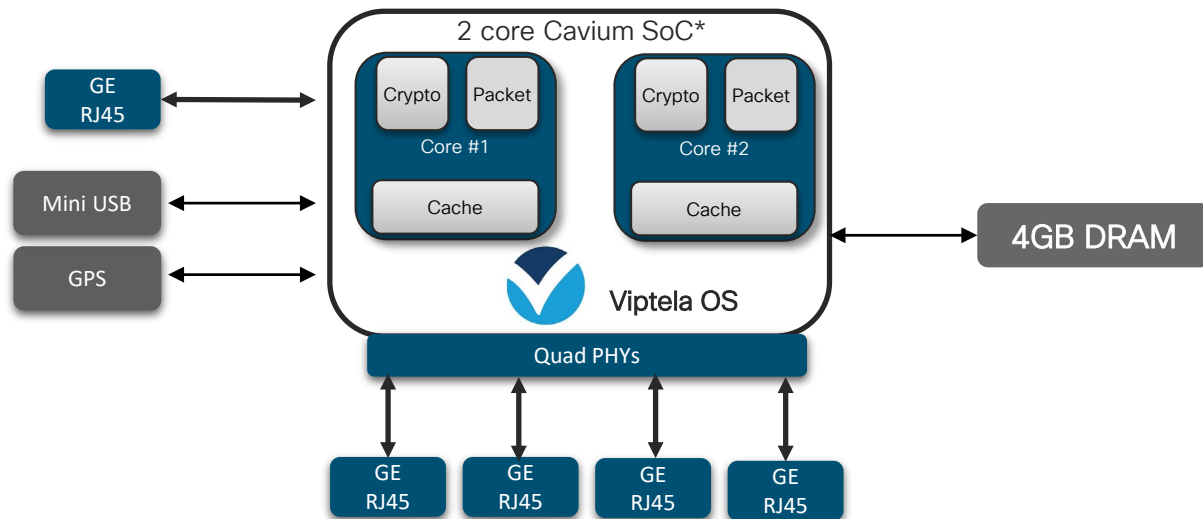 2 core Cavium SoC*
GE
RJ45
Crypto
Packet
Core #1
Cache
Crypto
Packet
Core #2
Cache
Mini USB
GPS
4GB DRAM
Viptela OS
Quad PHYs
GE
RJ45
GE
RJ45
GE
RJ45
GE
RJ45